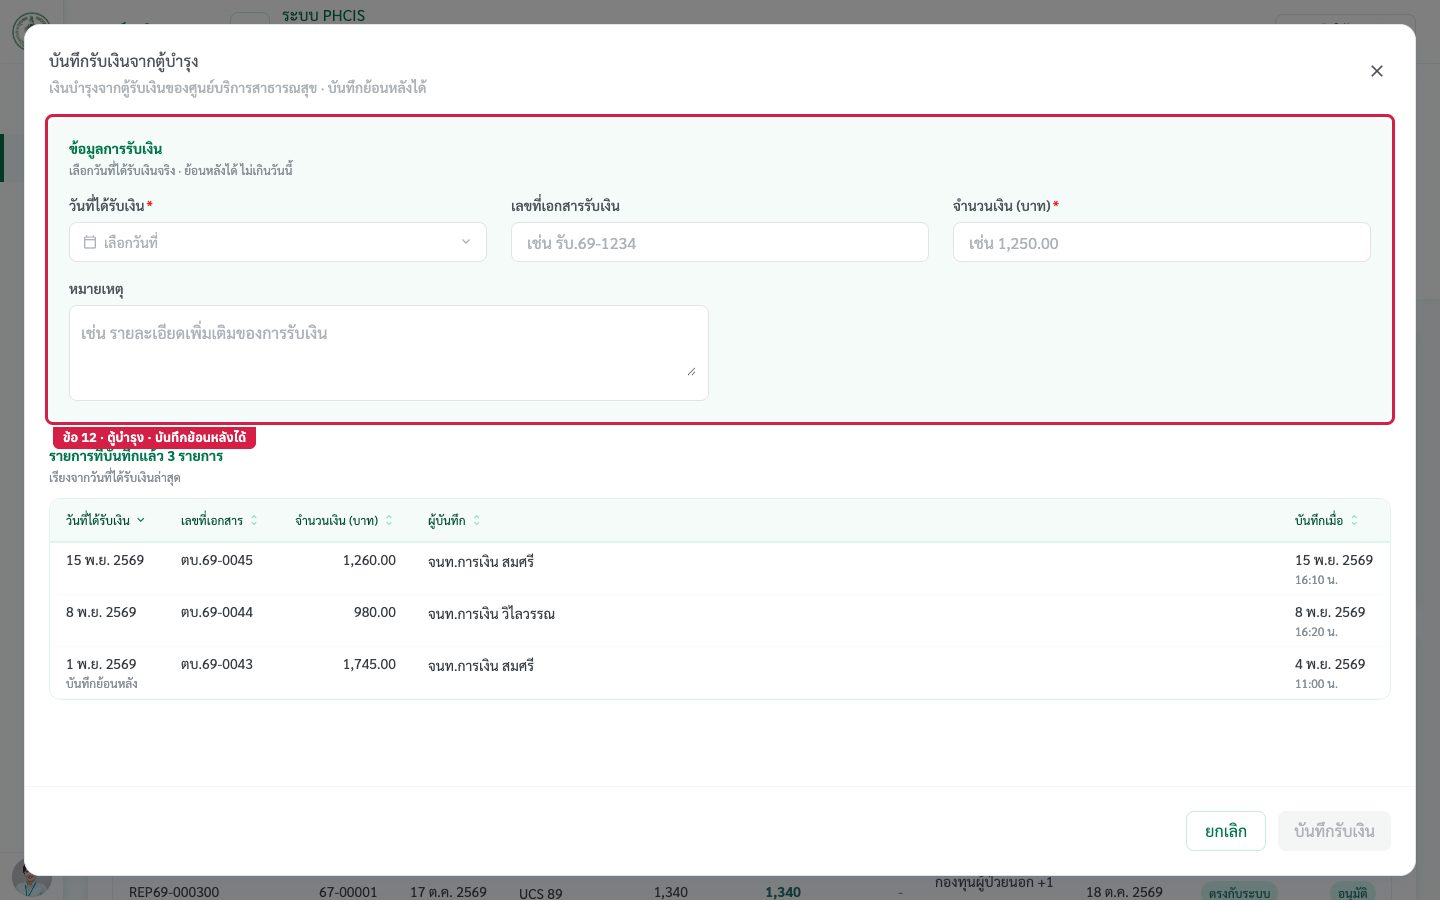 ระบบ PHCIS
บันทึกรับเงินจากตู้บำรุง
เงินบำรุงจากตู้รับเงินของศูนย์บริการสาธารณสุข · บันทึกย้อนหลังได้
ข้อมูลการรับเงิน
เลือกวันที่ได้รับเงินจริง · ย้อนหลังได้ ไม่เกินวันนี้
วันที่ได้รับเงิน * เลขที่เอกสารรับเงิน จำนวนเงิน (บาท) *
เลือกวันที่ เช่น รับ.69-1234 เช่น 1,250.00
หมายเหตุ
เช่น รายละเอียดเพิ่มเติมของการรับเงิน
ข้อ 12 · ตู้บำรุง · บันทึกย้อนหลังได้
รายการที่บันทึกแล้ว 3 รายการ
เรียงจากวันที่ได้รับเงินล่าสุด
วันที่ได้รับเงิน เลขที่เอกสาร จำนวนเงิน (บาท) ผู้บันทึก บันทึกเมื่อ
15 พ.ย. 2569 ตบ.69-0045 1,260.00 จนท.การเงิน สมศรี 15 พ.ย. 2569
16:10 น.
8 พ.ย. 2569 ตบ.69-0044 980.00 จนท.การเงิน วิไลวรรณ 8 พ.ย. 2569
16:20 น.
1 พ.ย. 2569 ตบ.69-0043 1,745.00 จนท.การเงิน สมศรี 4 พ.ย. 2569
บันทึกย้อนหลัง 11:00 น.
ยกเลิก บันทึกรับเงิน
REP69-000300 67-00001 17 ต.ค. 2569 UCS 89 1,340 1,340 - กองทุนผู้ป่วยนอก +1 18 ต.ค. 2569 ตรงกับระบบ อนุมัติ